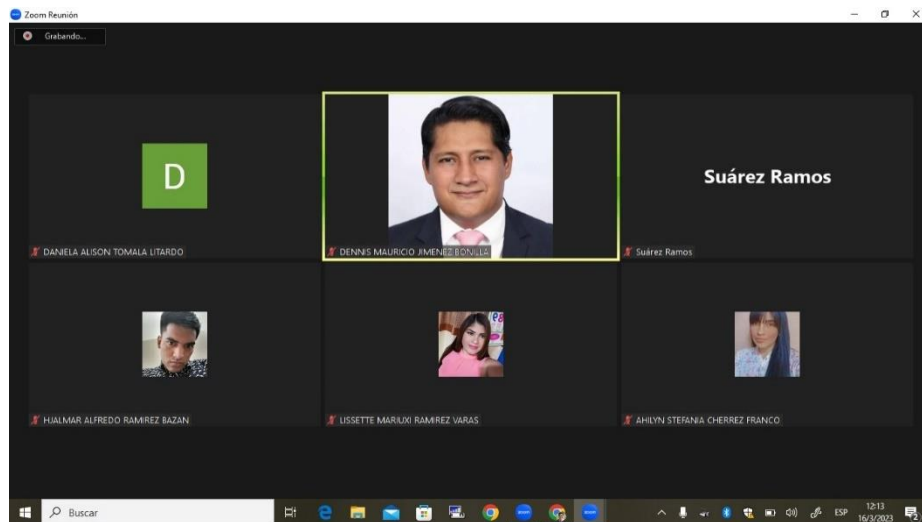 Zoom Reunión
Grabando...
D
Suárez Ramos
DANIELA ALISON TOMALA LITARDO
DENNIS MAURICIO JIMENEZ BONILLA
Suárez Ramos
HJALMAR ALFREDO RAMIREZ BAZAN
LISSETTE MARIUXI RAMIREZ VARAS
AHILYN STEFANIA CHERREZ FRANCO
Buscar
ESP
12:13
16/3/2023